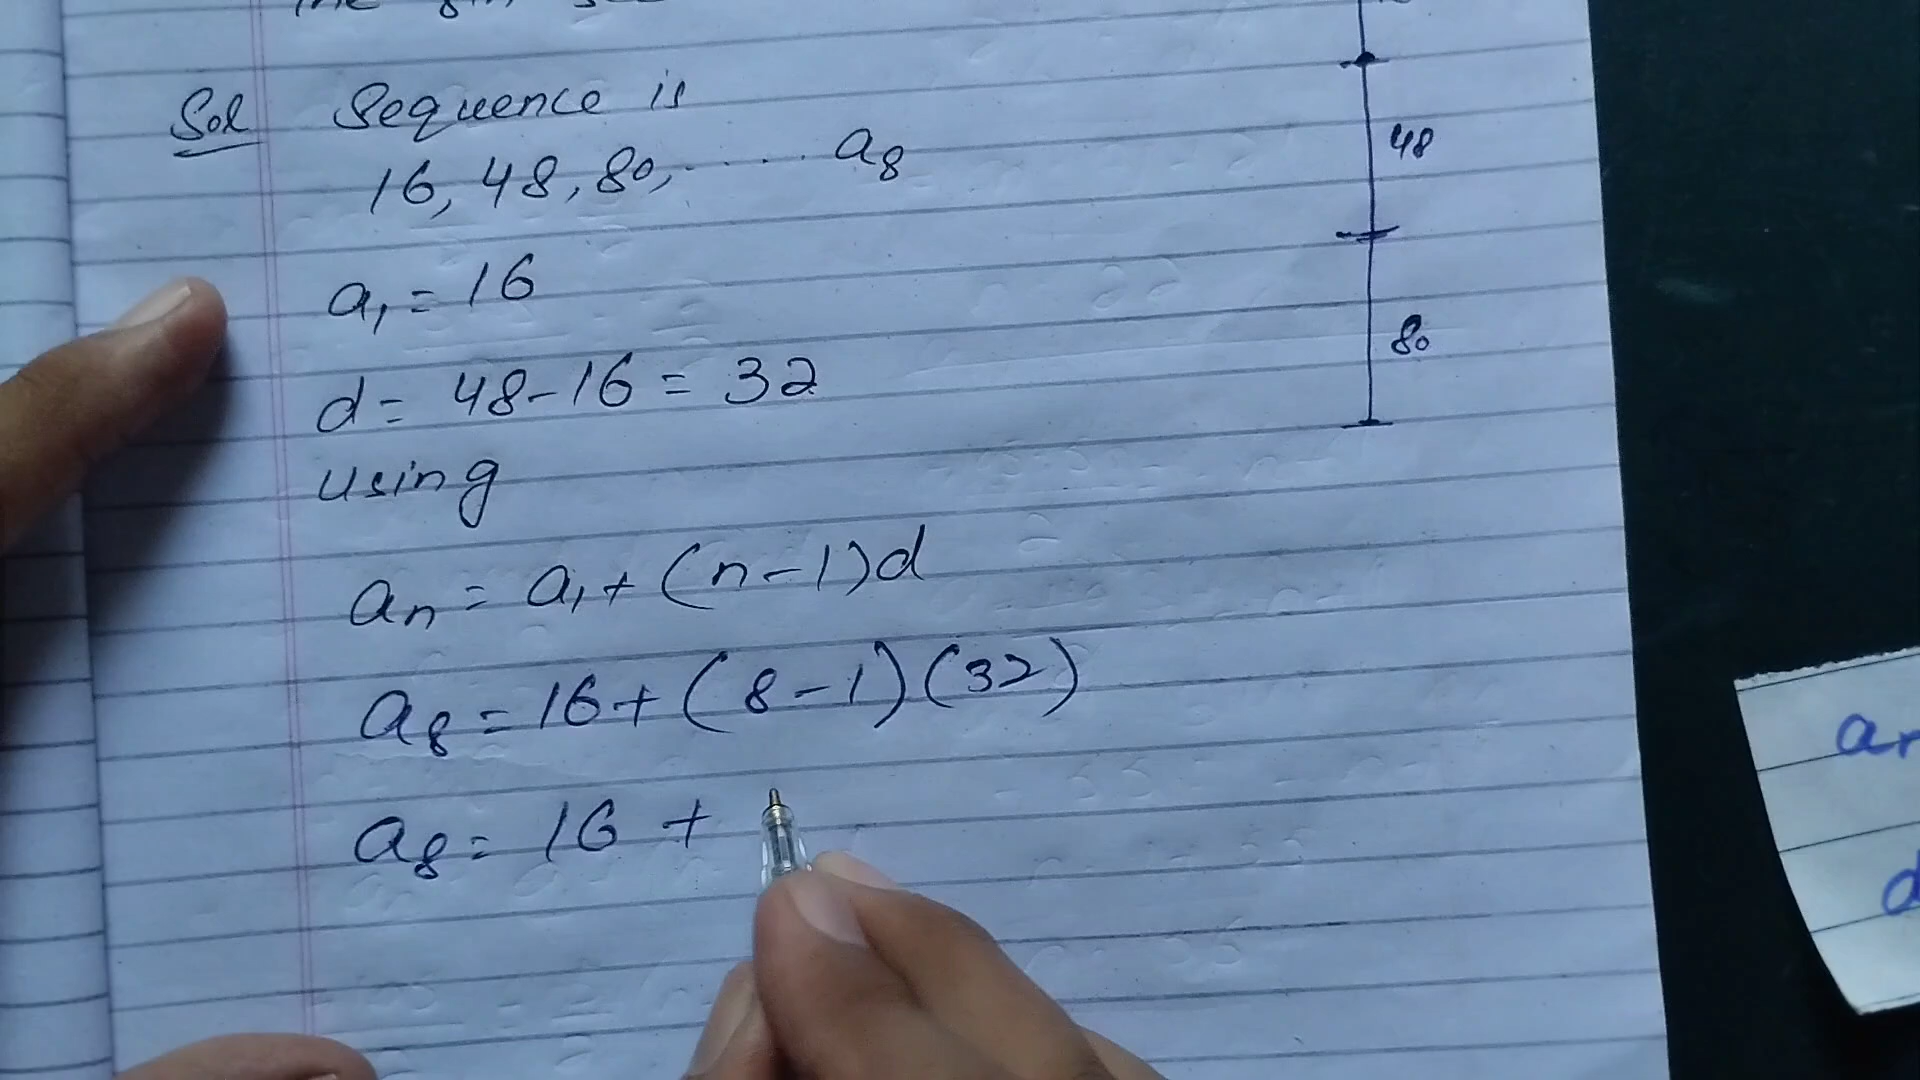 Sol Sequence is
16, 48, 80, ..... a8
a1 = 16
d = 48-16 = 32
using
an = a1 + (n-1)d
a8 = 16 + (8-1)(32)
a8 = 16 +
48
80